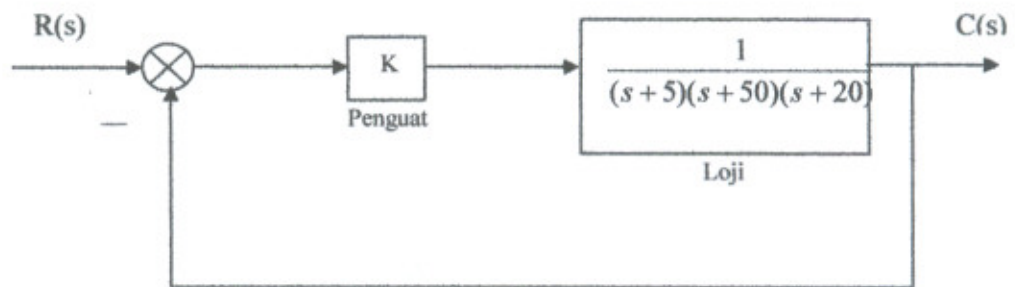 R(s)
C(s)
K
Penguat
1
(s + 5)(s + 50)(s + 20)
Loji
—